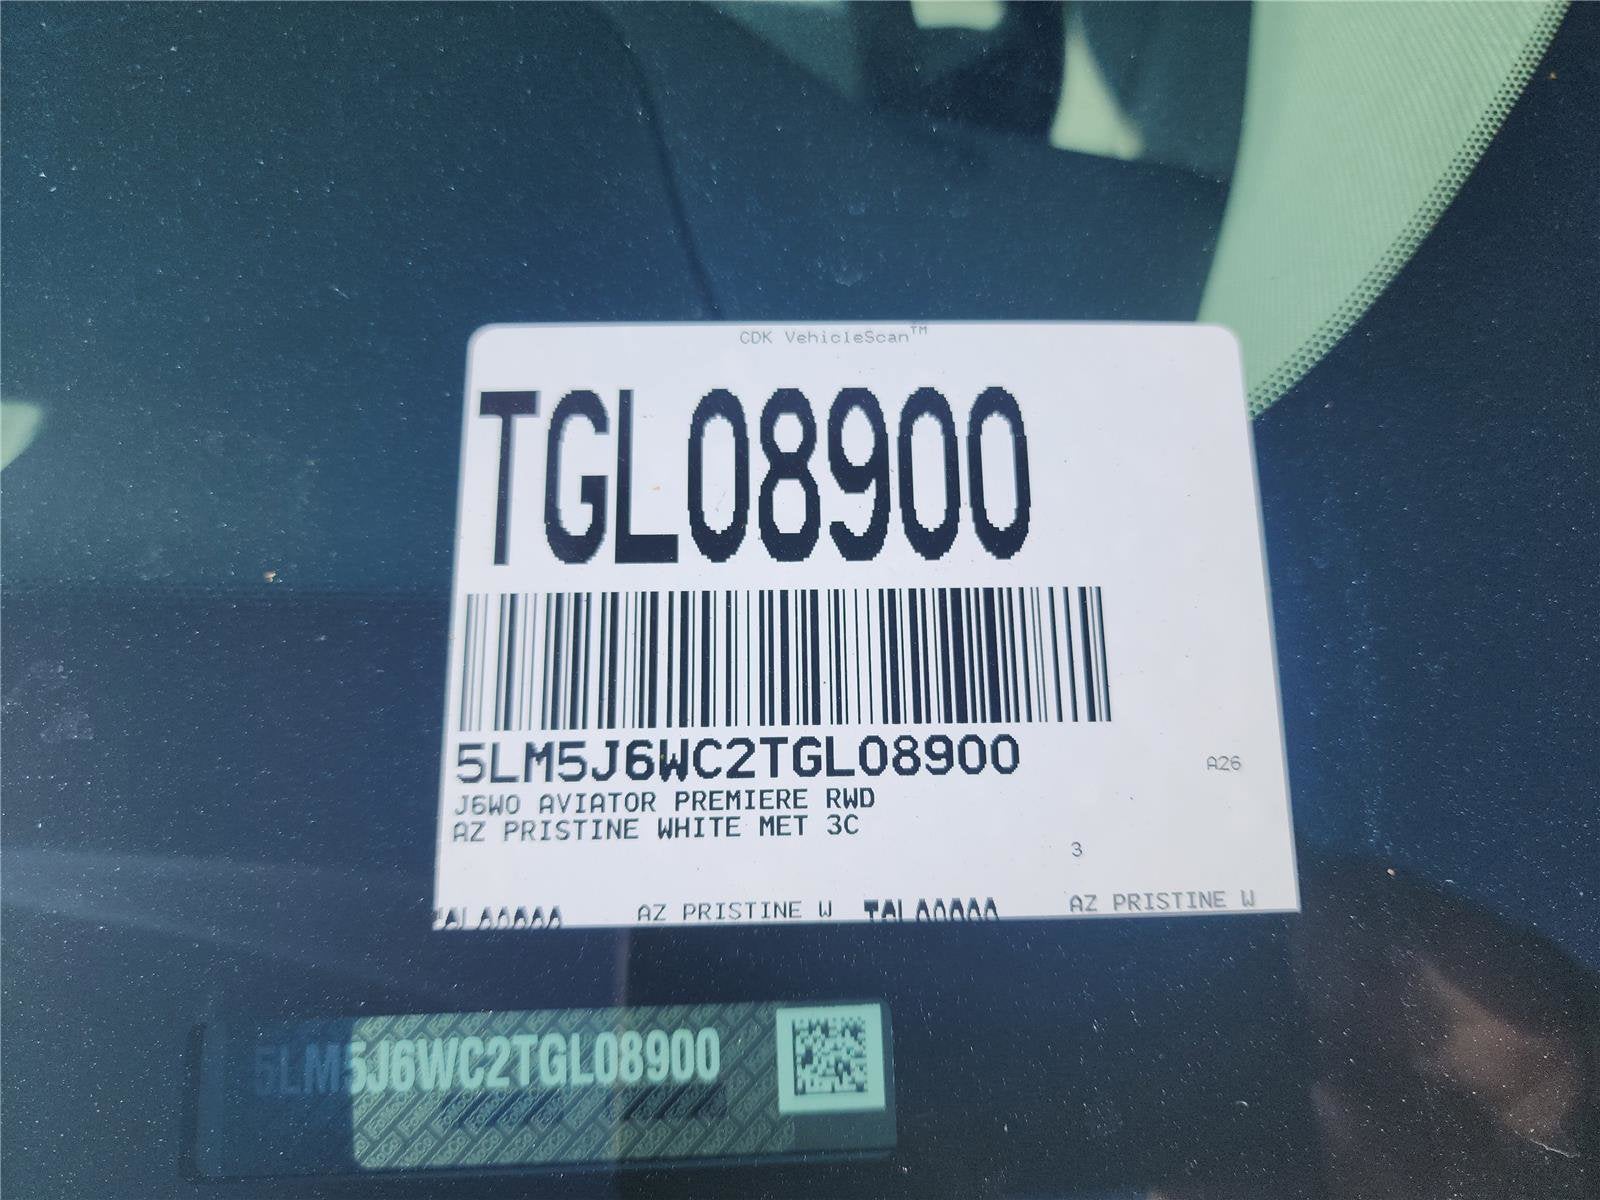 CDK VehicleScan™
TGL08900
5LM5J6WC2TGL08900
A26
J6W0 AVIATOR PREMIERE RWD
AZ PRISTINE WHITE MET 3C
3
AZ PRISTINE W
AZ PRISTINE W
5LM5J6WC2TGL08900